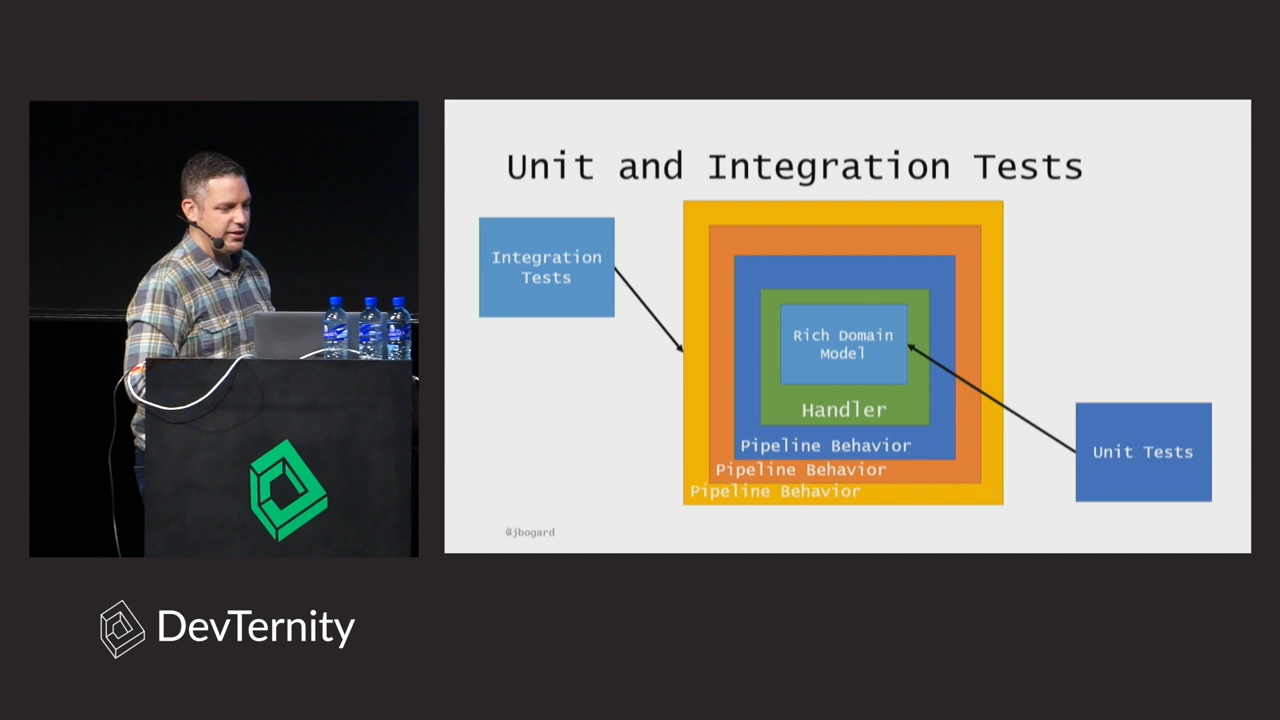 Unit and Integration Tests
Integration
Tests
Rich Domain
Model
Handler
Pipeline Behavior
Pipeline Behavior
Pipeline Behavior
Unit Tests
@jbogard
DevTernity